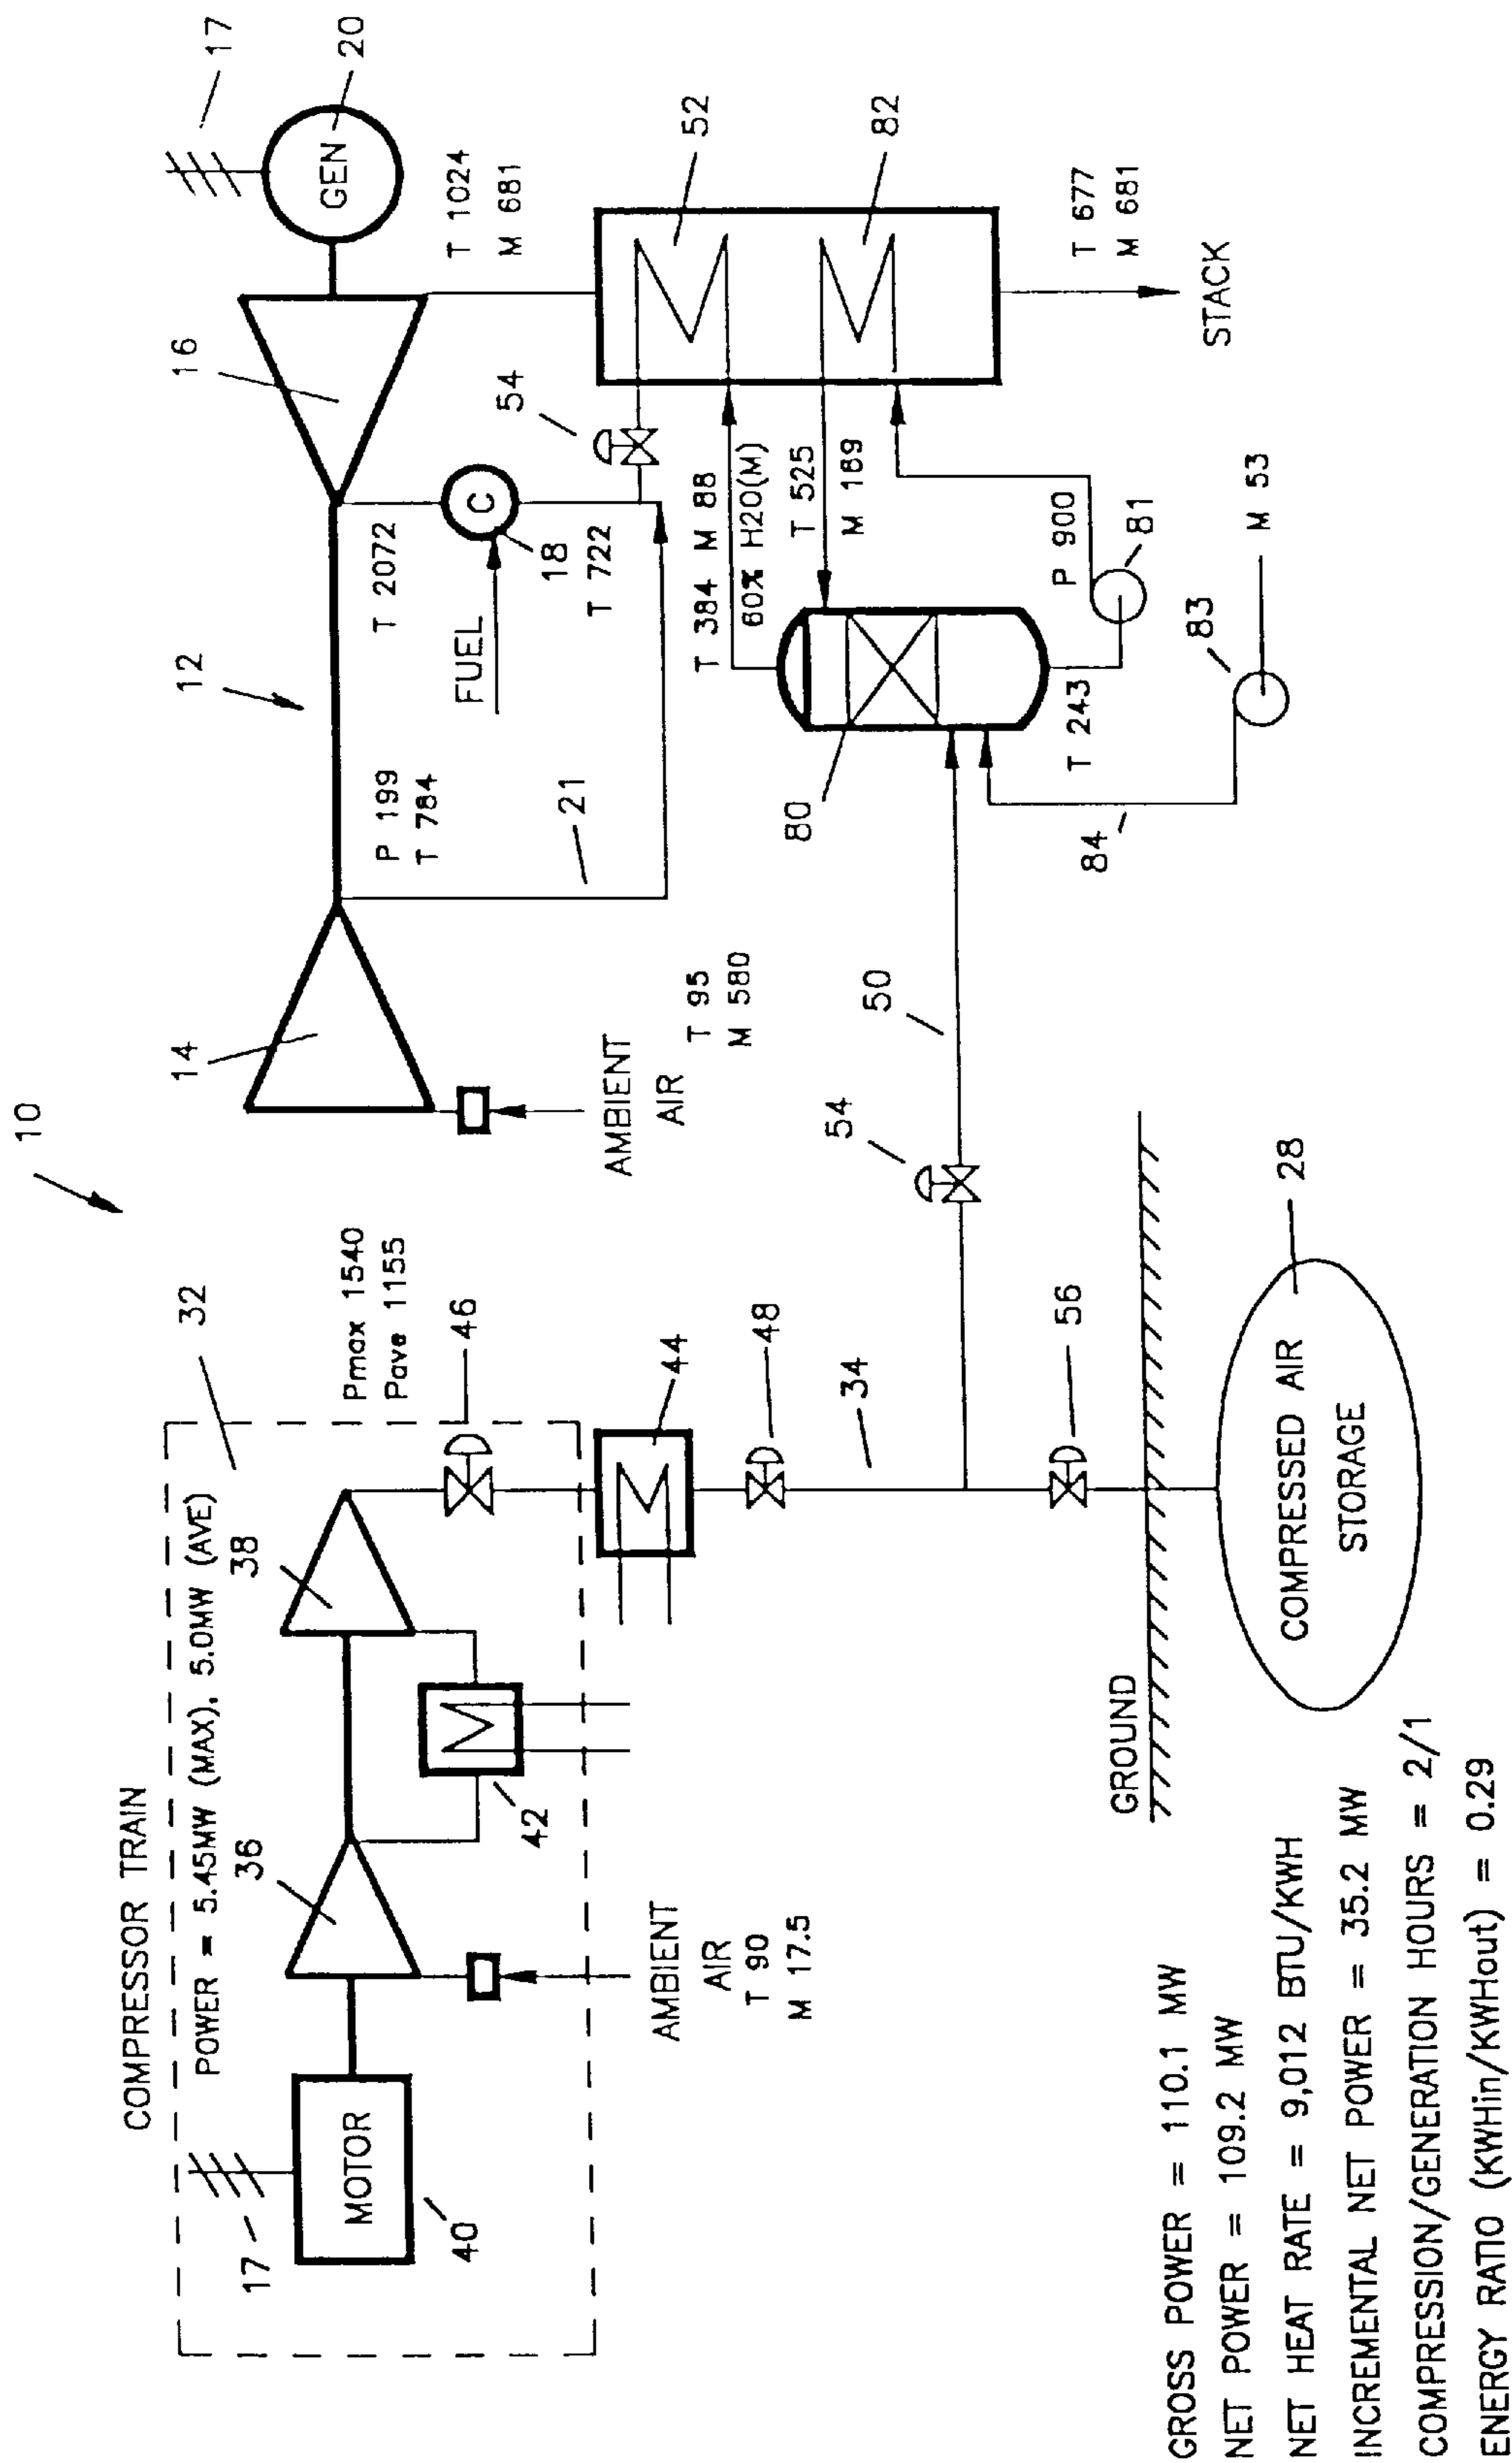 10
COMPRESSOR TRAIN
32
POWER = 5.45MW (MAX), 5.0MW (AVE)
17
MOTOR
40
36
38
42
Pmax 1540
Pave 1155
46
AMBIENT
AIR
T 90
M 17.5
44
48
34
56
GROUND
COMPRESSED AIR
STORAGE
28
54
50
12
14
AMBIENT
AIR
T 95
M 580
P 199
T 784
21
T 2072
FUEL
C
18
T 722
16
GEN
17
20
T 1024
M 681
54
52
82
T 384 M 88
60% H2O(M)
T 525
M 189
P 900
81
T 243
80
83
M 53
84
T 677
M 681
STACK
GROSS POWER = 110.1 MW
NET POWER = 109.2 MW
NET HEAT RATE = 9,012 BTU/KWH
INCREMENTAL NET POWER = 35.2 MW
COMPRESSION/GENERATION HOURS = 2/1
ENERGY RATIO (KWHin/KWHout) = 0.29